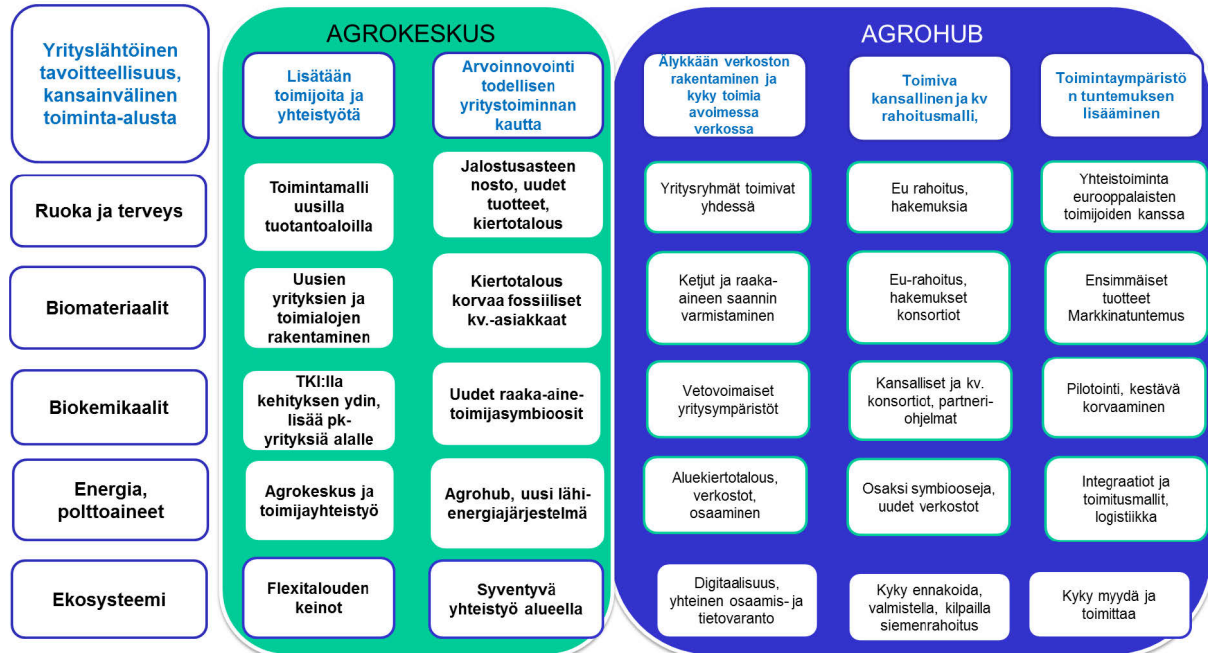 AGROKESKUS
AGROHUB
Yrityslähtöinen
tavoitteellisuus,
kansainvälinen
toiminta-alusta
Lisätään
toimijoita ja
yhteistyötä
Arvoinnovointi
todellisen
yritystoiminnan
kautta
Älykkään verkoston
rakentaminen ja
kyky toimia
avoimessa
verkossa
Toimiva
kansallinen ja kv
rahoitusmalli,
Toimintaympäristö
n tuntemuksen
lisääminen
Ruoka ja terveys
Toimintamalli
uusilla
tuotantoaloilla
Jalostusasteen
nosto, uudet
tuotteet,
kiertotalous
Yritysryhmät toimivat
yhdessä
Eu rahoitus,
hakemuksia
Yhteistoiminta
eurooppalaisten
toimijoiden kanssa
Biomateriaalit
Uusien
yrityksien ja
toimialojen
rakentaminen
Kiertotalous
korvaa fossiiliset
kv.-asiakkaat
Ketjut ja raaka-
aineen saannin
varmistaminen
Eu-rahoitus,
hakemukset
konsortiot
Ensimmäiset
tuotteet
Markkinatuntemus
Biokemikaalit
TKI:lla
kehityksen ydin,
lisää pk-
yrityksiä alalle
Uudet raaka-aine-
toimijasymbioosit
Vetovoimaiset
yritysympäristöt
Kansalliset ja kv.
konsortiot, partneri-
ohjelmat
Pilotointi, kestävä
korvaaminen
Energia,
polttoaineet
Agrokeskus ja
toimijayhteistyö
Agrohub, uusi lähi-
energiajärjestelmä
Aluekiertotalous,
verkostot,
osaaminen
Osaksi symbiooseja,
uudet verkostot
Integraatiot ja
toimitusmallit,
logistiikka
Ekosysteemi
Flexitalouden
keinot
Syventyvä
yhteistyö alueella
Digitaalisuus,
yhteinen osaamis- ja
tietovaranto
Kyky ennakoida,
valmistella, kilpailla
siemenrahoitus
Kyky myydä ja
toimittaa